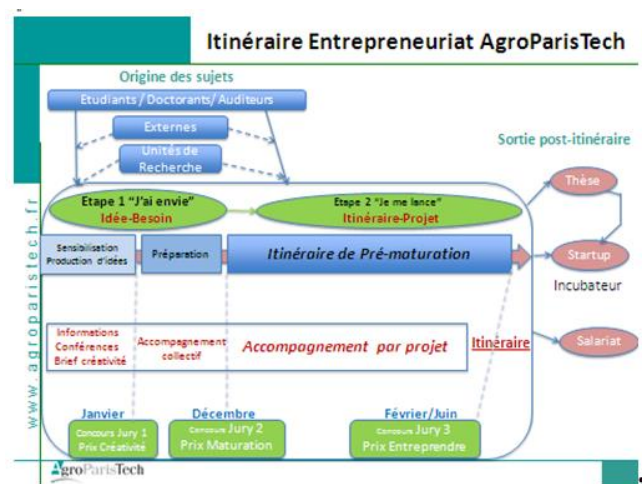 Itinéraire Entrepreneuriat AgroParisTech
Origine des sujets
Etudiants / Doctorants/ Auditeurs
Externes
Unités de
Recherche
Sortie post-itinéraire
Etape 1 "J'ai envie"
Idée-Besoin
Etape 2 "Je me lance"
Itinéraire-Projet
Thèse
Sensibilisation
Production d'idées
Préparation
Itinéraire de Pré-maturation
Startup
Incubateur
Informations
Conférences
Brief créativité
Accompagnement
collectif
Accompagnement par projet
Itinéraire
Salariat
Janvier
Concours Jury 1
Prix Créativité
Décembre
Concours Jury 2
Prix Maturation
Février/Juin
Concours Jury 3
Prix Entreprendre
www.agroparistech.fr
AgroParisTech